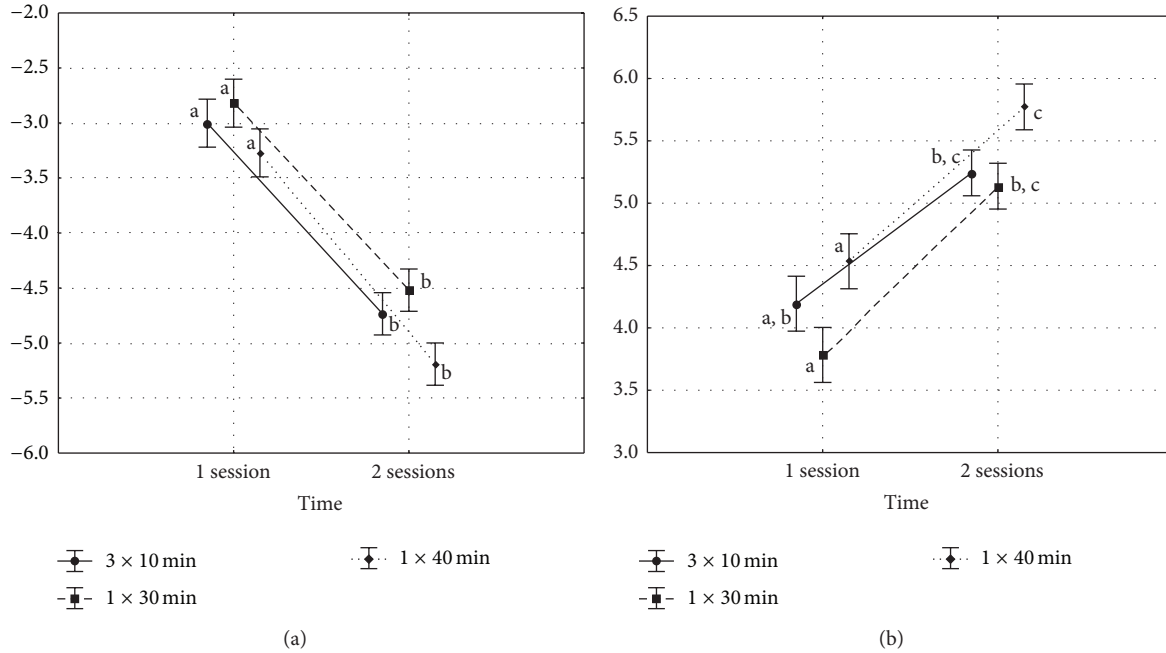 −2.0
−2.5
−3.0
−3.5
−4.0
−4.5
−5.0
−5.5
−6.0
a
a
a
b
b
b
1 session
2 sessions
Time
3 × 10 min
1 × 40 min
1 × 30 min
(a)
6.5
6.0
5.5
5.0
4.5
4.0
3.5
3.0
c
b, c
b, c
a
a, b
a
1 session
2 sessions
Time
3 × 10 min
1 × 40 min
1 × 30 min
(b)